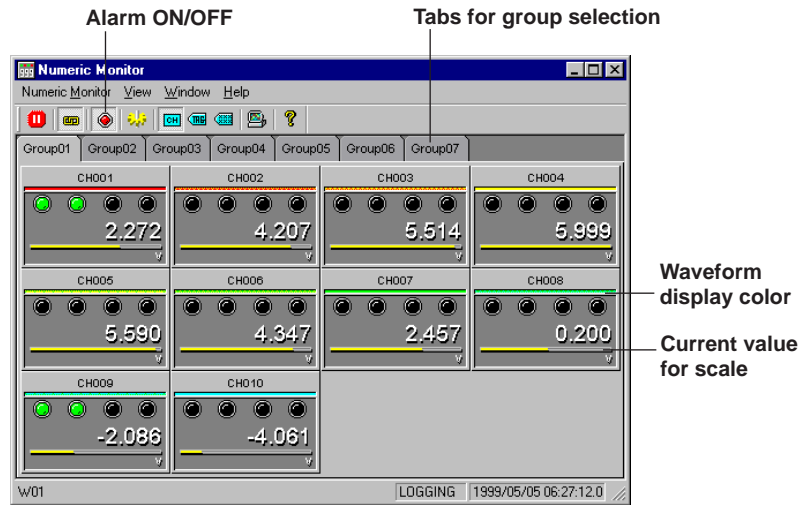 Alarm ON/OFF
Tabs for group selection
Numeric Monitor
Numeric Monitor View Window Help
CH TAG
Group01 Group02 Group03 Group04 Group05 Group06 Group07
CH001 CH002 CH003 CH004
2.272 4.207 5.514 5.999
V V V V
CH005 CH006 CH007 CH008
5.590 4.347 2.457 0.200
V V V V
Waveform
display color
Current value
for scale
CH009 CH010
-2.086 -4.061
V V
W01 LOGGING 1999/05/05 06:27:12.0